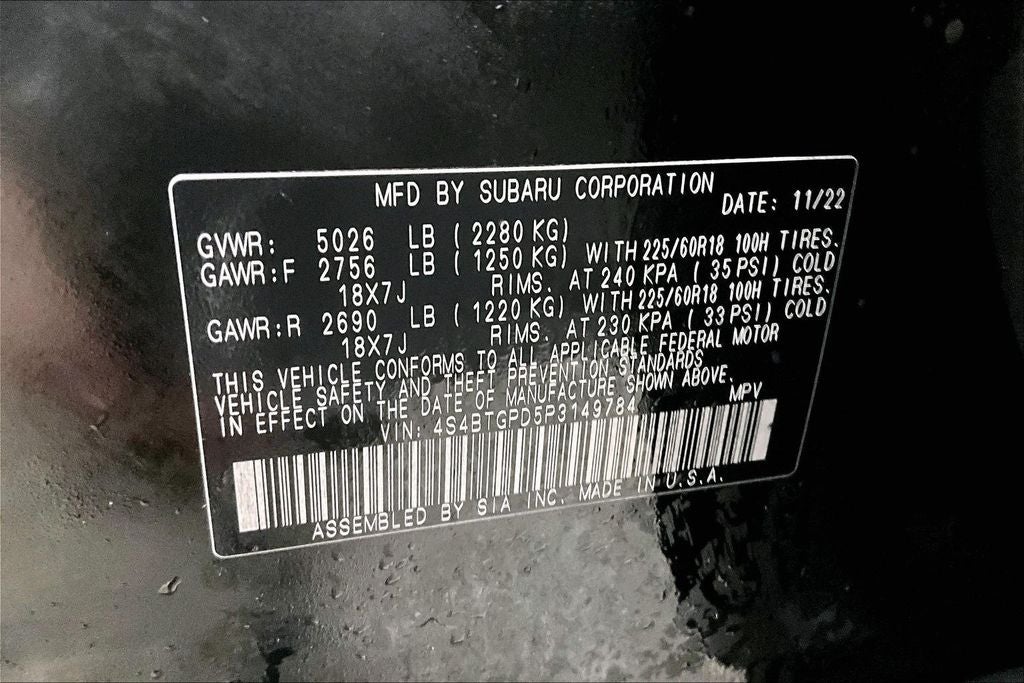 MFD BY SUBARU CORPORATION
DATE: 11/22
GVWR: 5026 LB ( 2280 KG)
GAWR:F 2756 LB ( 1250 KG) WITH 225/60R18 100H TIRES.
18X7J RIMS. AT 240 KPA ( 35 PSI) COLD
GAWR:R 2690 LB ( 1220 KG) WITH 225/60R18 100H TIRES.
18X7J RIMS. AT 230 KPA ( 33 PSI) COLD
THIS VEHICLE CONFORMS TO ALL APPLICABLE FEDERAL MOTOR
VEHICLE SAFETY AND THEFT PREVENTION STANDARDS
IN EFFECT ON THE DATE OF MANUFACTURE SHOWN ABOVE.
VIN: 4S4BTGPD5P3149784 MPV
ASSEMBLED BY SIA INC. MADE IN U.S.A.